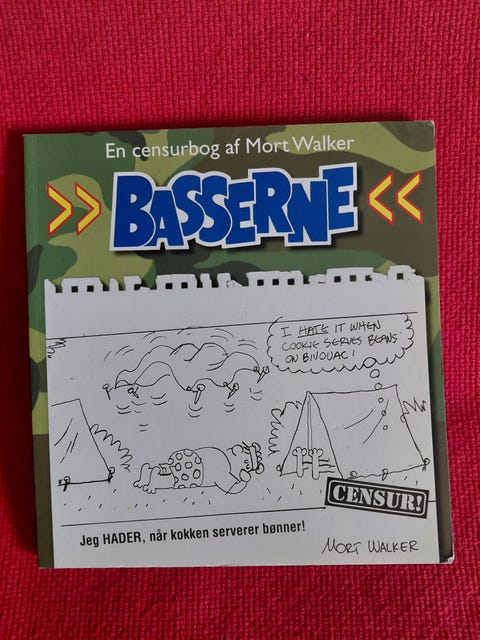 En censurbog af Mort Walker
BASSERNE
I HATE IT WHEN
COOKIE SERVES BEANS
ON BIVOUAC!
CENSUR!
Jeg HADER, når kokken serverer bønner!
MORT WALKER